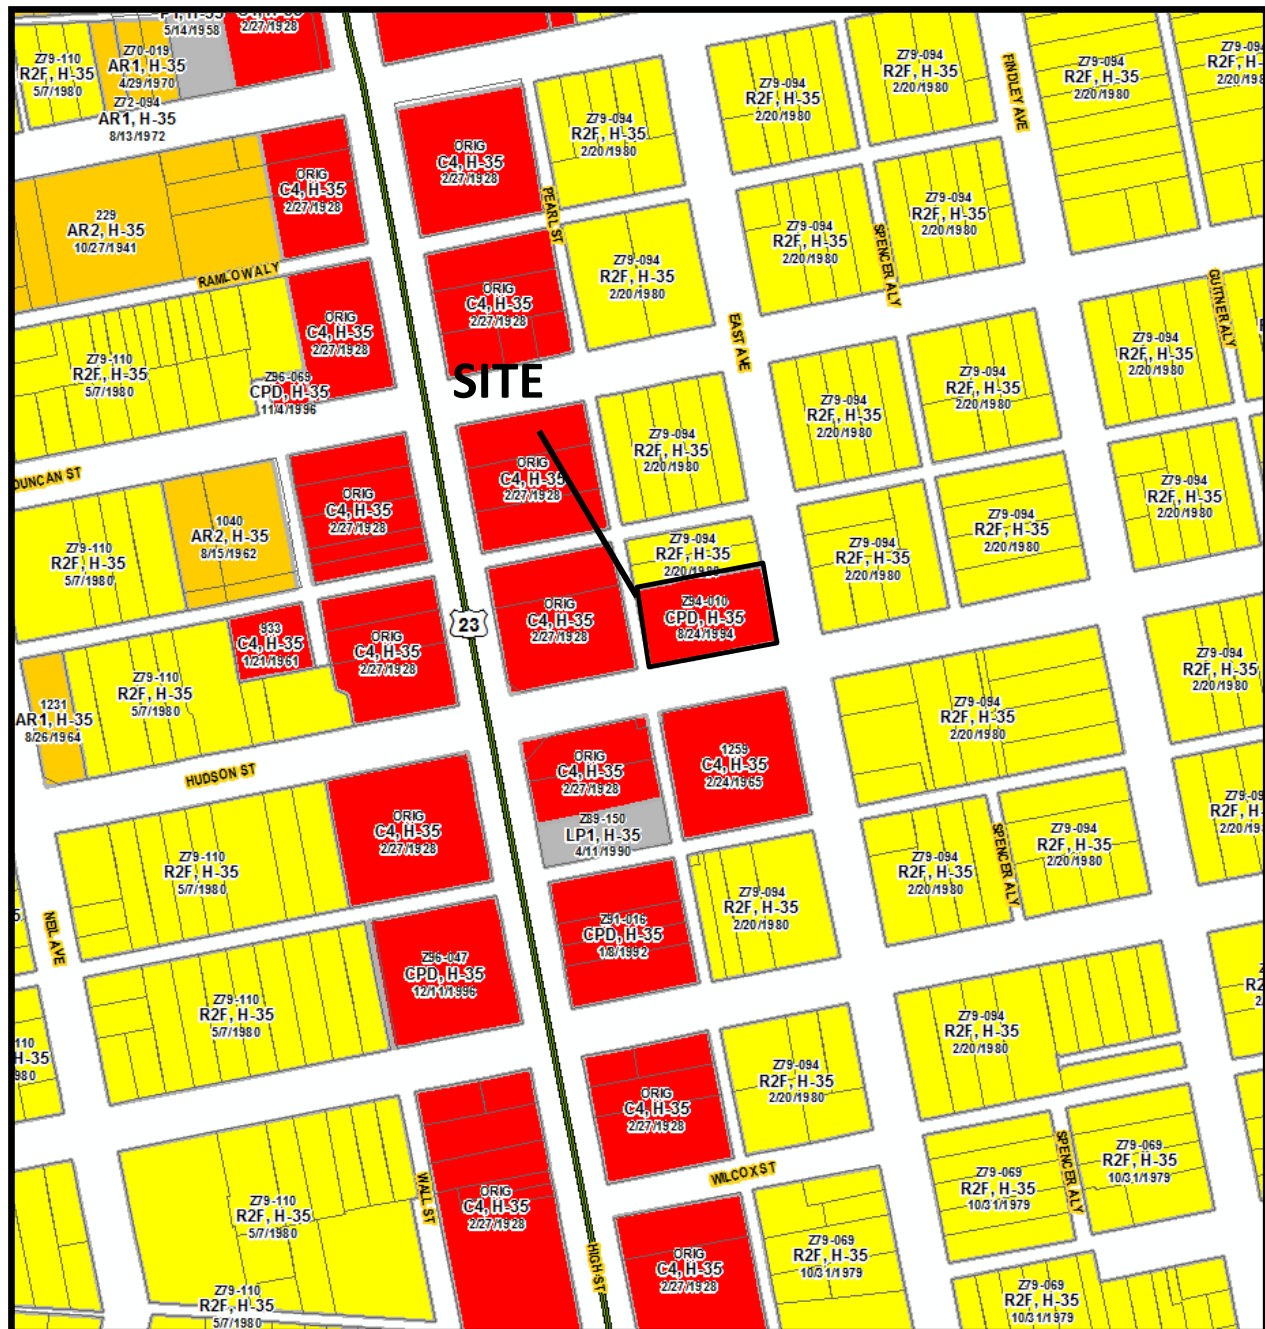 P1, H-35
5/14/1958
C4, H-35
2/27/1928
Z79-110
R2F, H-35
5/7/1980
Z70-019
AR1, H-35
4/29/1970
Z72-094
AR1, H-35
8/13/1972
ORIG
C4, H-35
2/27/1928
ORIG
C4, H-35
2/27/1928
Z79-094
R2F, H-35
2/20/1980
Z79-094
R2F, H-35
2/20/1980
Z79-094
R2F, H-35
2/20/1980
FINDLEY AVE
Z79-094
R2F, H-35
2/20/1980
229
AR2, H-35
10/27/1941
RAMLOW ALY
PEARL ST
ORIG
C4, H-35
2/27/1928
Z79-094
R2F, H-35
2/20/1980
Z79-094
R2F, H-35
2/20/1980
SPENCER ALY
Z79-094
R2F, H-35
2/20/1980
GUITNER ALY
ORIG
C4, H-35
2/27/1928
EAST AVE
Z79-110
R2F, H-35
5/7/1980
Z96-069
CPD, H-35
11/4/1996
SITE
Z79-094
R2F, H-35
2/20/1980
Z79-094
R2F, H-35
2/20/1980
Z79-094
R2F, H-35
2/20/1980
Z79-094
R2F, H-35
2/20/1980
DUNCAN ST
ORIG
C4, H-35
2/27/1928
ORIG
C4, H-35
2/27/1928
Z79-094
R2F, H-35
2/20/1980
1040
AR2, H-35
8/15/1962
Z79-110
R2F, H-35
5/7/1980
Z79-094
R2F, H-35
2/20/1980
Z79-094
R2F, H-35
2/20/1980
Z79-094
R2F, H-35
2/20/1980
23
ORIG
C4, H-35
2/27/1928
Z94-010
CPD, H-35
8/24/1994
933
C4, H-35
1/21/1961
ORIG
C4, H-35
2/27/1928
Z79-110
R2F, H-35
5/7/1980
1231
AR1, H-35
8/26/1964
Z79-094
R2F, H-35
2/20/1980
Z79-094
R2F, H-35
2/20/1980
HUDSON ST
ORIG
C4, H-35
2/27/1928
1259
C4, H-35
2/24/1965
Z89-150
LP1, H-35
4/11/1990
ORIG
C4, H-35
2/27/1928
Z79-110
R2F, H-35
5/7/1980
Z79-094
R2F, H-35
2/20/1980
SPENCER ALY
Z79-094
R2F, H-35
2/20/1980
NEIL AVE
Z91-016
CPD, H-35
1/8/1992
Z79-094
R2F, H-35
2/20/1980
Z96-047
CPD, H-35
12/11/1996
Z79-110
R2F, H-35
5/7/1980
Z79-094
R2F, H-35
2/20/1980
ORIG
C4, H-35
2/27/1928
Z79-094
R2F, H-35
2/20/1980
WILCOX ST
SPENCER ALY
Z79-069
R2F, H-35
10/31/1979
Z79-069
R2F, H-35
10/31/1979
WALL ST
ORIG
C4, H-35
2/27/1928
Z79-110
R2F, H-35
5/7/1980
HIGH ST
ORIG
C4, H-35
2/27/1928
Z79-069
R2F, H-35
10/31/1979
Z79-069
R2F, H-35
10/31/1979
Z79-110
R2F, H-35
5/7/1980